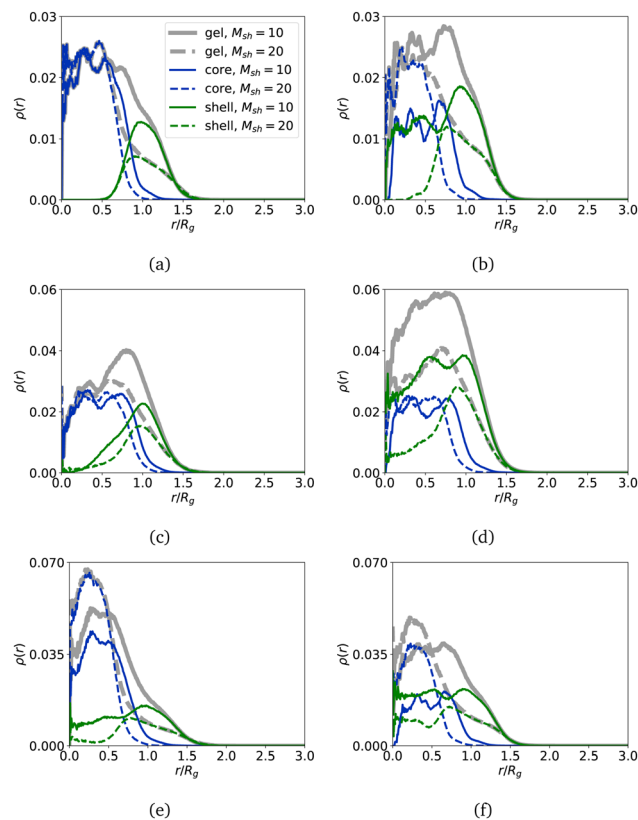 0.03
0.02
0.01
0.00
ρ(r)
gel, M_sh = 10
gel, M_sh = 20
core, M_sh = 10
core, M_sh = 20
shell, M_sh = 10
shell, M_sh = 20
0.0 0.5 1.0 1.5 2.0 2.5 3.0
r/R_g
(a)
0.03
0.02
0.01
0.00
ρ(r)
0.0 0.5 1.0 1.5 2.0 2.5 3.0
r/R_g
(b)
0.06
0.04
0.02
0.00
ρ(r)
0.0 0.5 1.0 1.5 2.0 2.5 3.0
r/R_g
(c)
0.06
0.04
0.02
0.00
ρ(r)
0.0 0.5 1.0 1.5 2.0 2.5 3.0
r/R_g
(d)
0.070
0.035
0.000
ρ(r)
0.0 0.5 1.0 1.5 2.0 2.5 3.0
r/R_g
(e)
0.070
0.035
0.000
ρ(r)
0.0 0.5 1.0 1.5 2.0 2.5 3.0
r/R_g
(f)